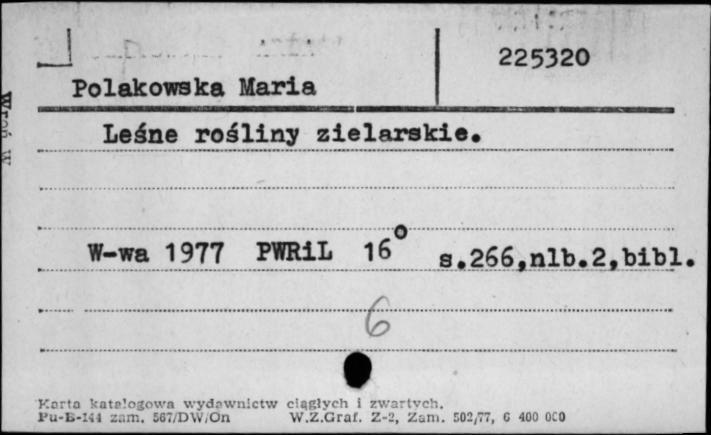 225320
Polakowska Maria
Leśne rośliny zielarskie.
W-wa 1977 PWRiL 16° s.266,nlb.2,bibl.
6
Karta katalogowa wydawnictw ciągłych i zwartych.
Pu-B-144 zam. 567/DW/On W.Z.Graf. Z-2, Zam. 502/77, 6 400 000